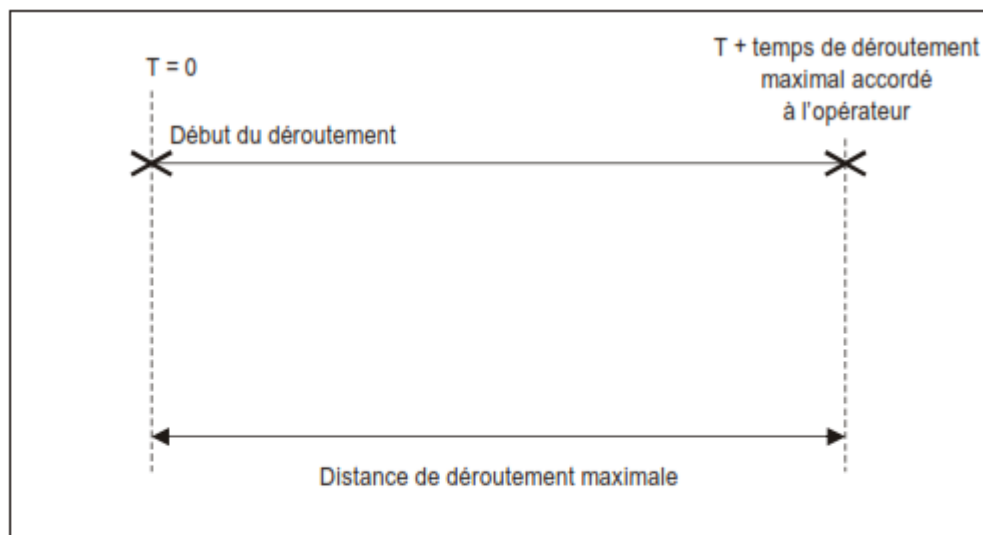 T = 0
T + temps de déroutement
maximal accordé
à l'opérateur
Début du déroutement
Distance de déroutement maximale